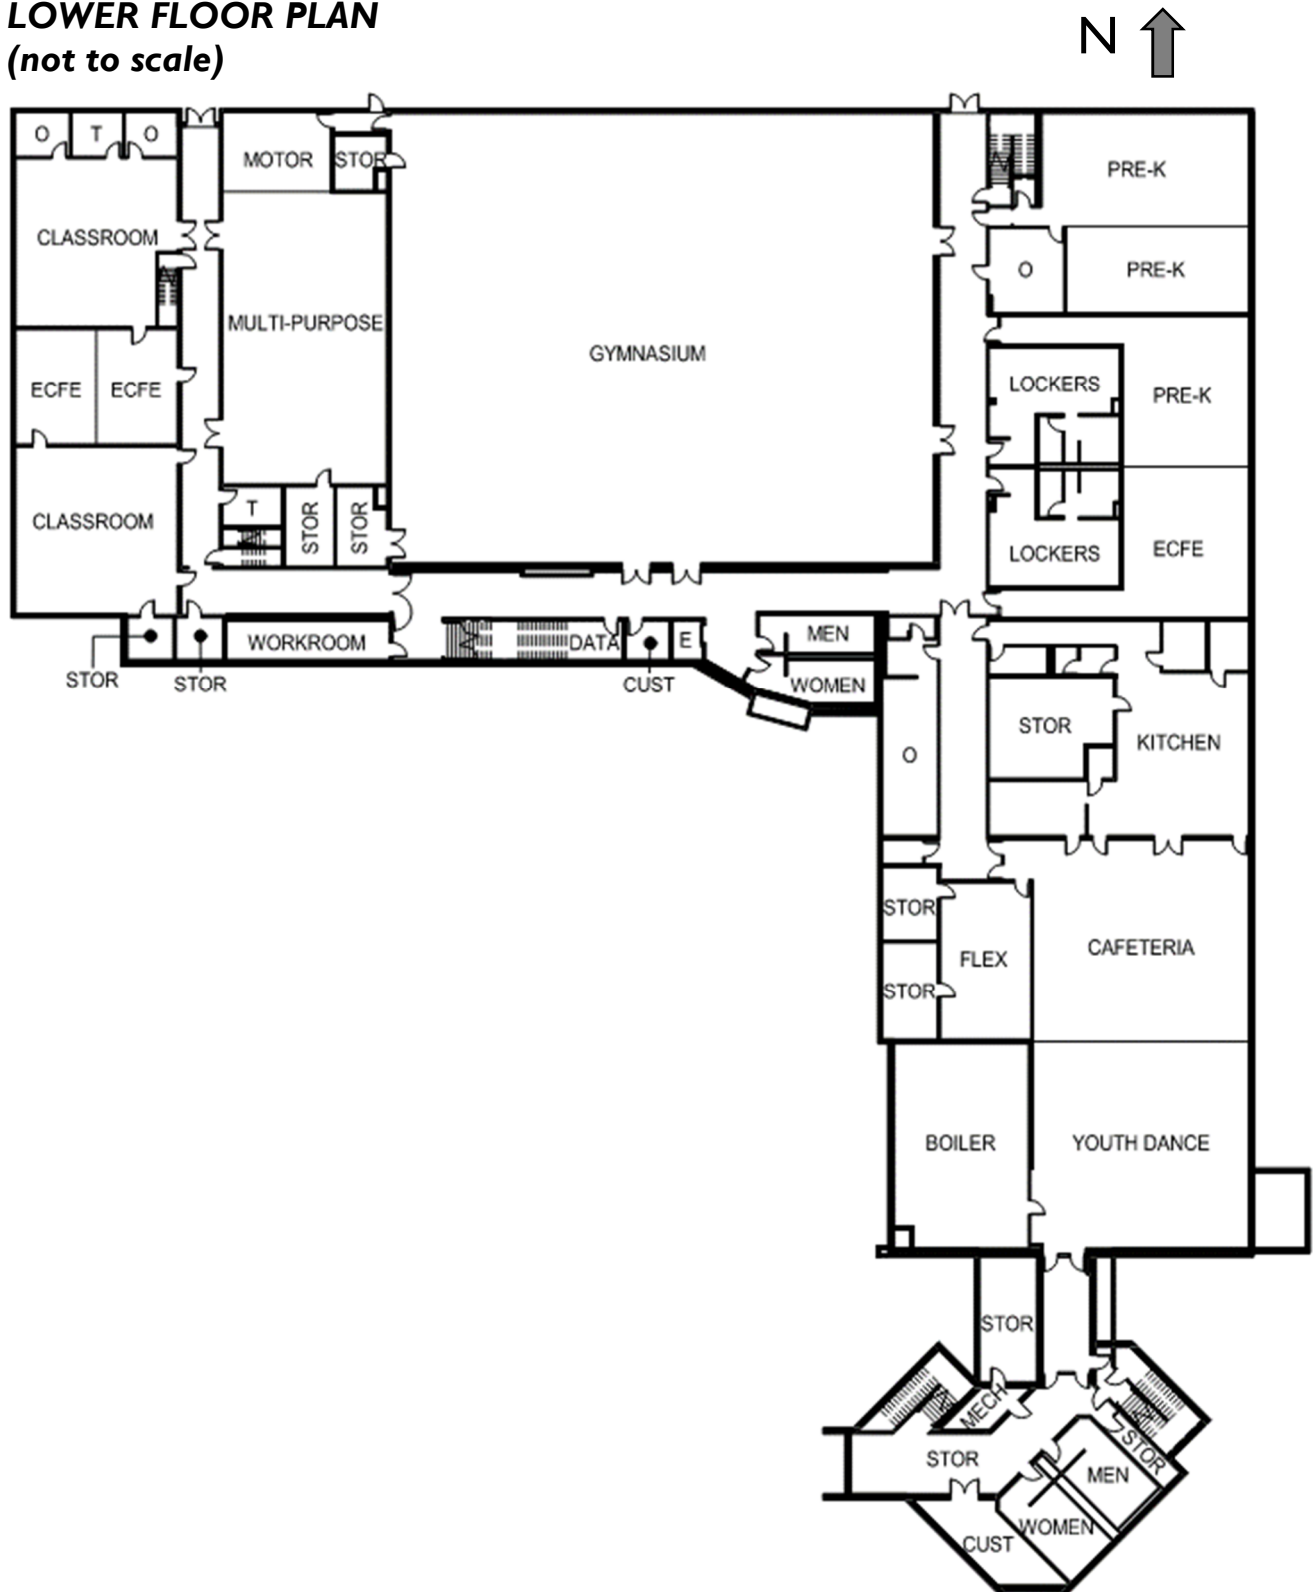 LOWER FLOOR PLAN
(not to scale)
N
O
T
O
MOTOR
STOR
PRE-K
CLASSROOM
PRE-K
O
MULTI-PURPOSE
GYMNASIUM
ECFE
ECFE
LOCKERS
PRE-K
CLASSROOM
T
STOR
STOR
LOCKERS
ECFE
WORKROOM
DATA
E
MEN
STOR
STOR
CUST
WOMEN
STOR
KITCHEN
O
STOR
FLEX
CAFETERIA
STOR
BOILER
YOUTH DANCE
STOR
MECH
STOR
STOR
MEN
WOMEN
CUST